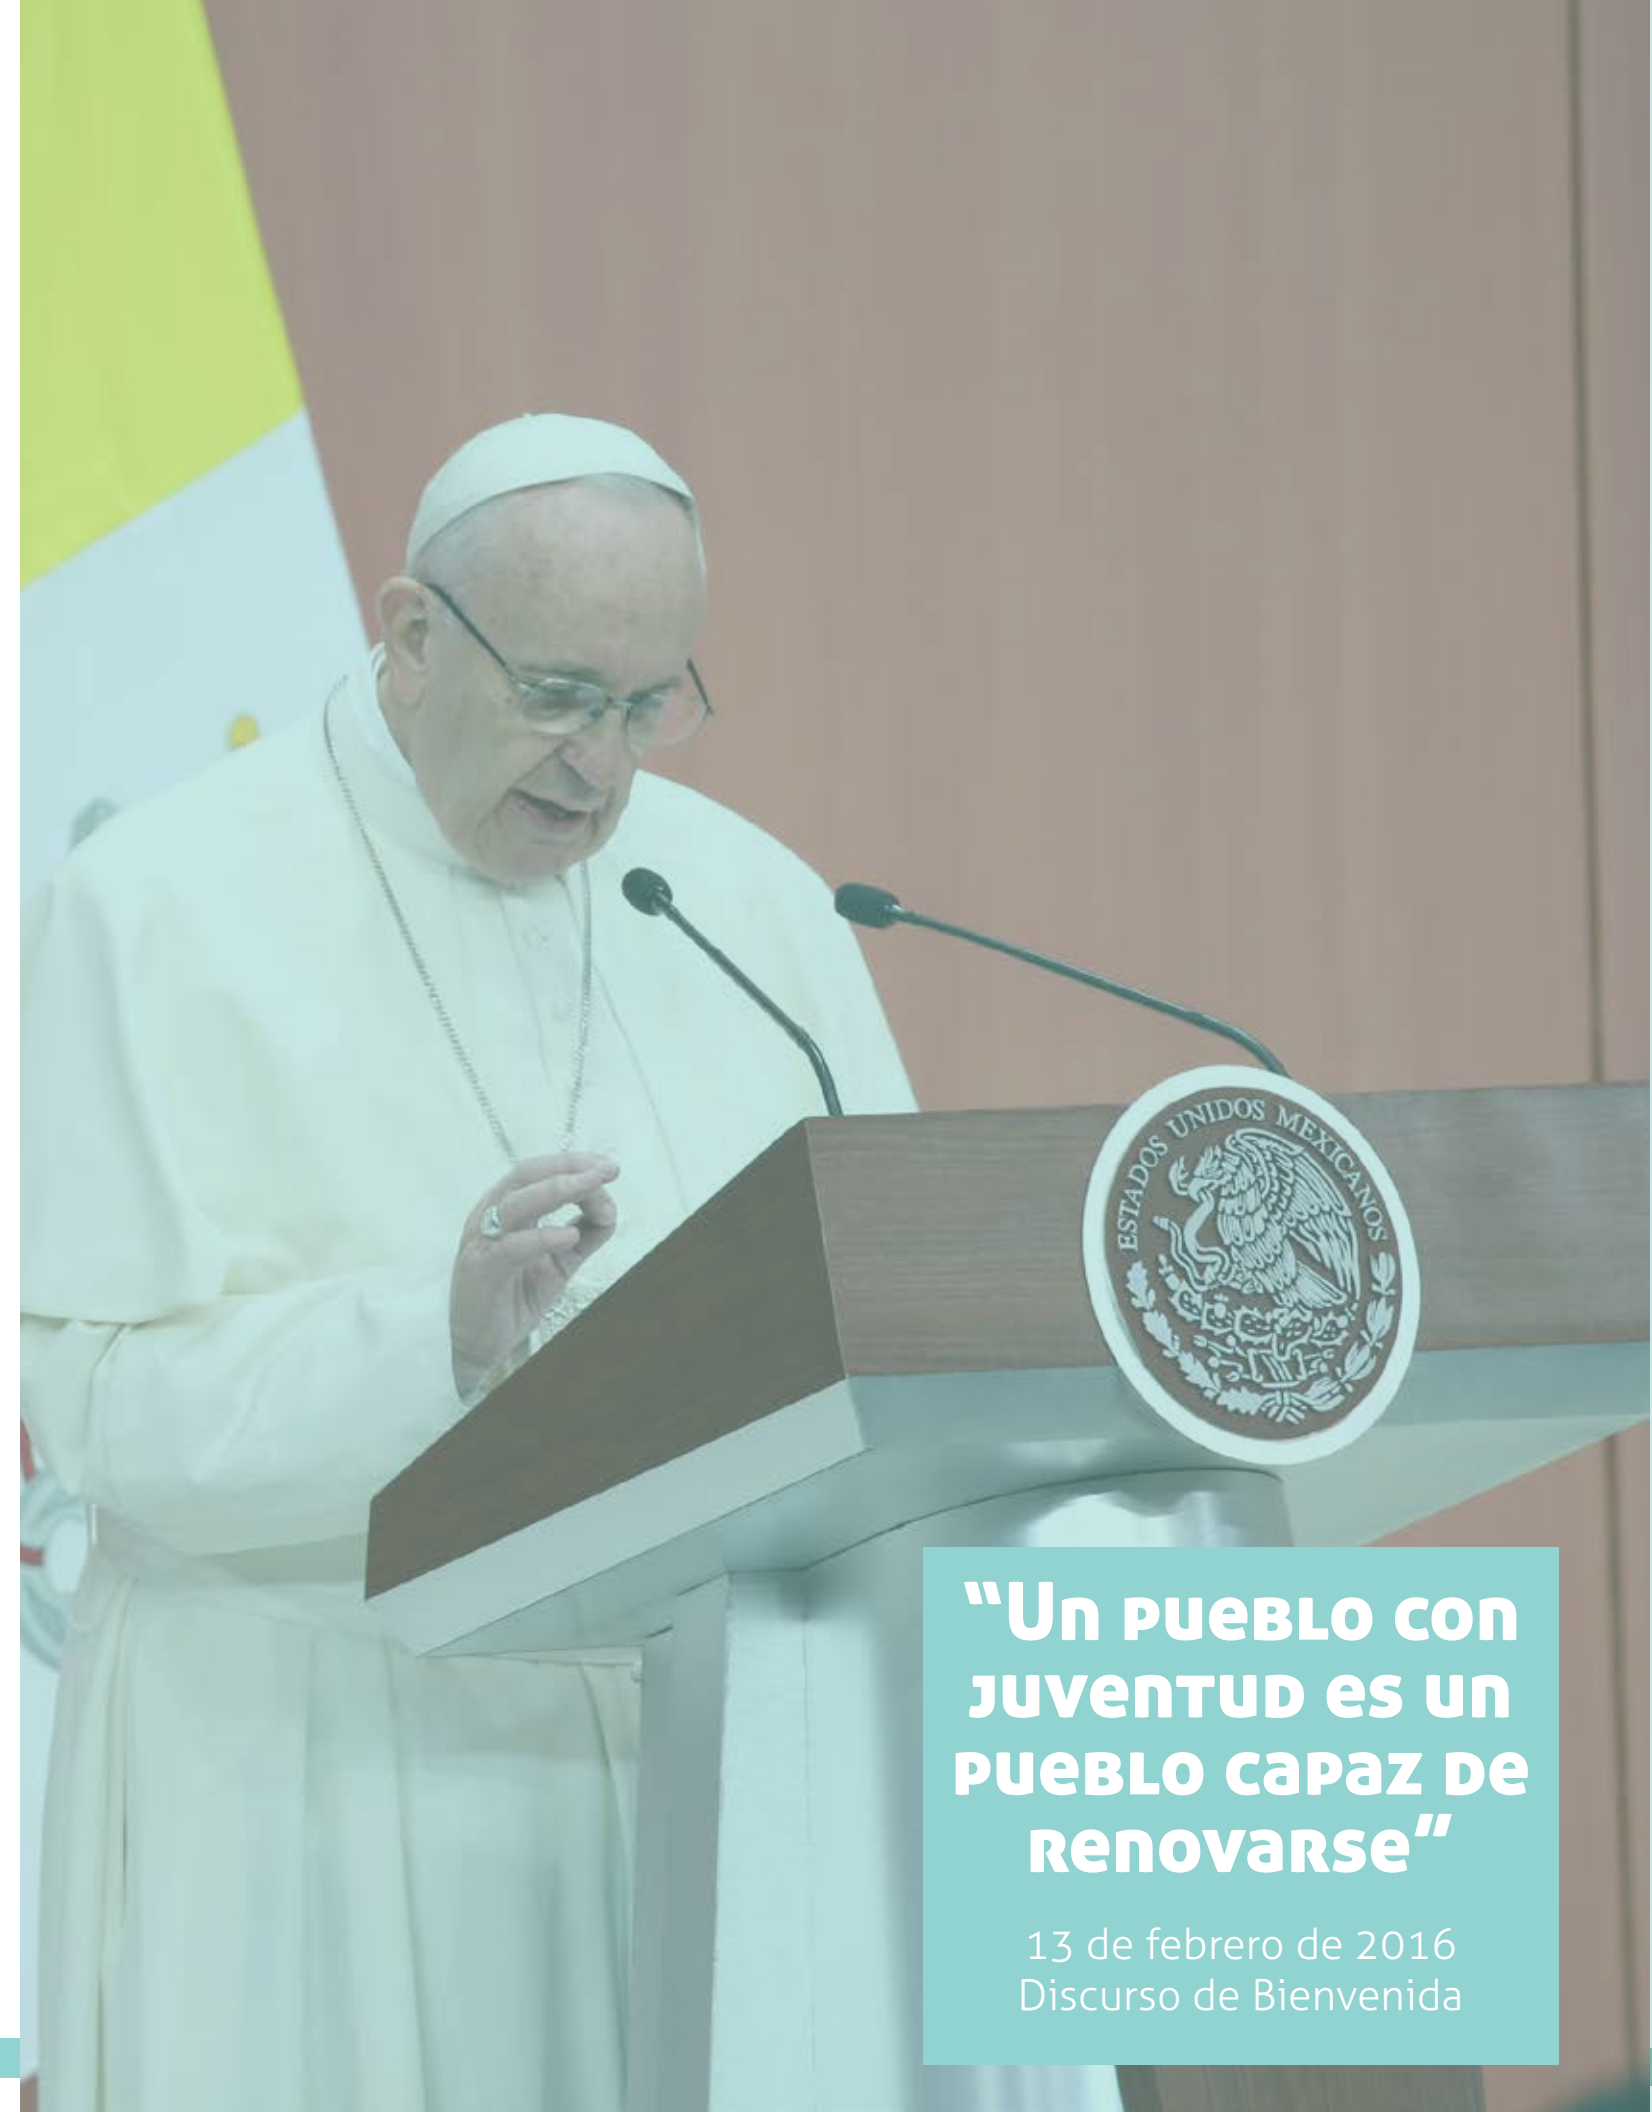 ESTADOS UNIDOS MEXICANOS
“Un pueblo con
juventud es un
pueblo capaz de
renovarse”
13 de febrero de 2016
Discurso de Bienvenida